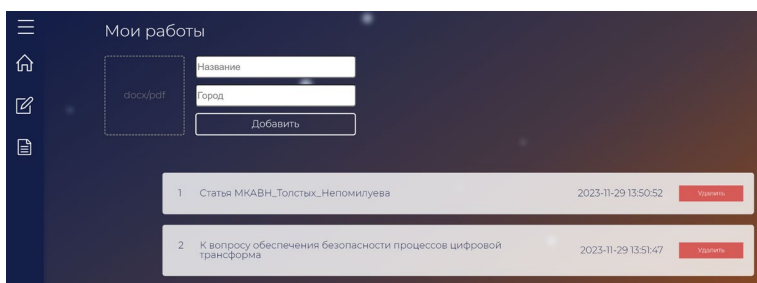 Мои работы
docx/pdf
Название
Город
Добавить
1 Статья МКАВН_Толстых_Непомилуева 2023-11-29 13:50:52 Удалить
2 К вопросу обеспечения безопасности процессов цифровой
трансформа 2023-11-29 13:51:47 Удалить